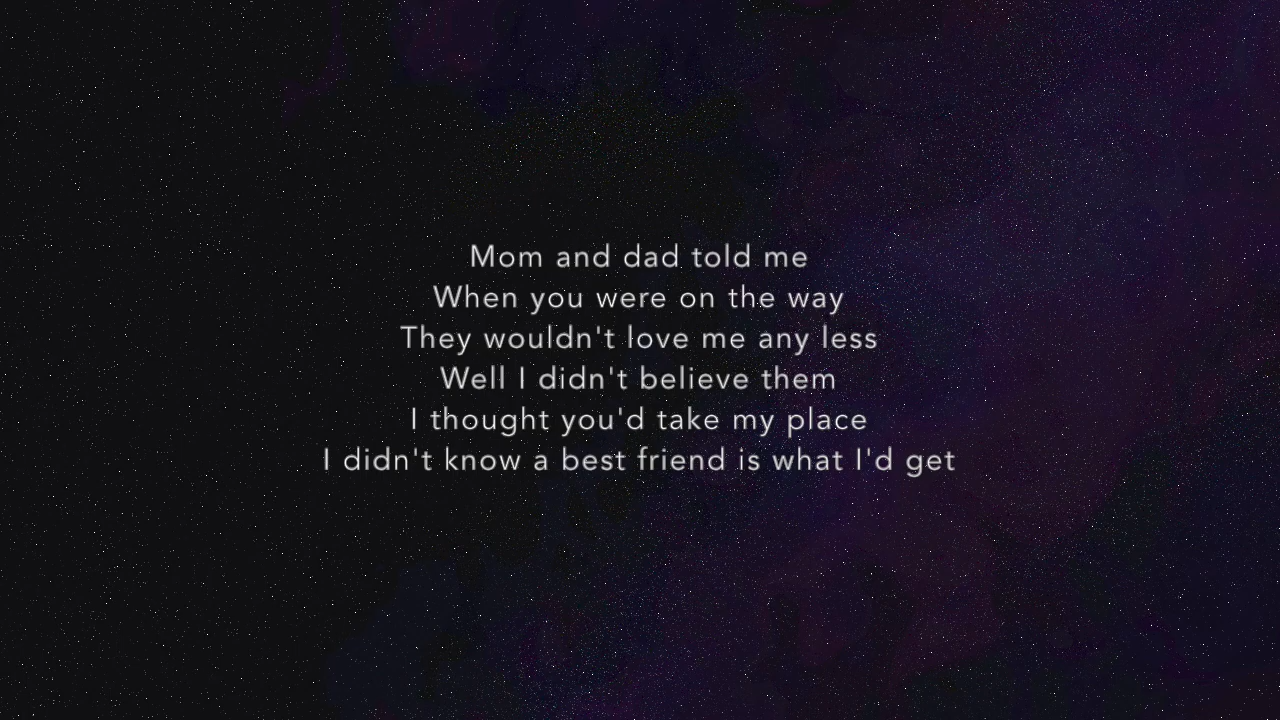 Mom and dad told me
When you were on the way
They wouldn't love me any less
Well I didn't believe them
I thought you'd take my place
I didn't know a best friend is what I'd get